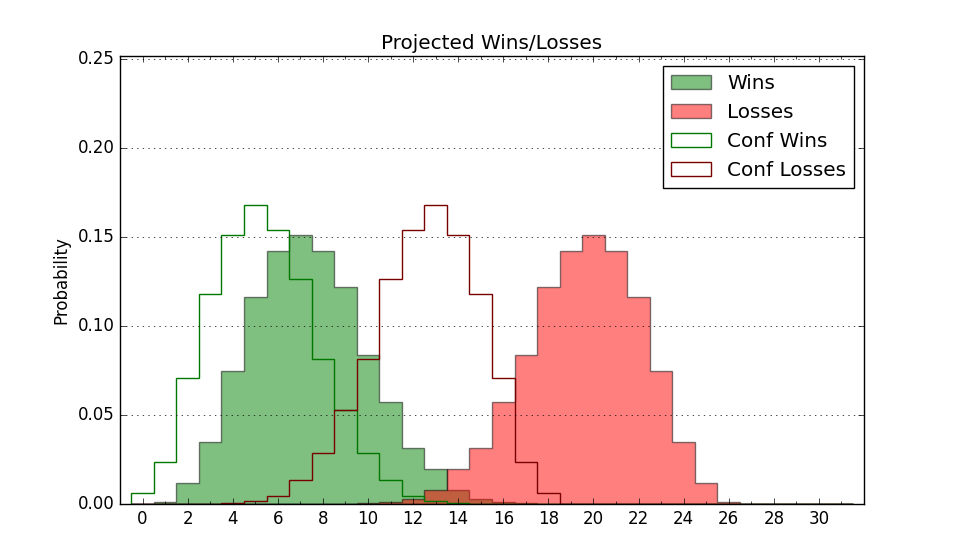 Projected Wins/Losses
0.25
0.20
0.15
0.10
0.05
0.00
Probability
Wins
Losses
Conf Wins
Conf Losses
0 2 4 6 8 10 12 14 16 18 20 22 24 26 28 30